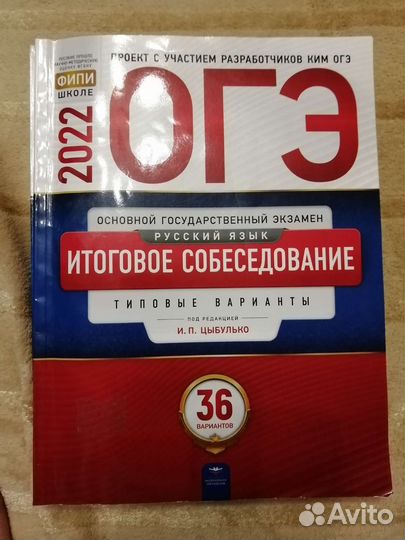 ПРОЕКТ С УЧАСТИЕМ РАЗРАБОТЧИКОВ КИМ ОГЭ
ФИПИ
ШКОЛЕ
2022
ОГЭ
ОСНОВНОЙ ГОСУДАРСТВЕННЫЙ ЭКЗАМЕН
РУССКИЙ ЯЗЫК
ИТОГОВОЕ СОБЕСЕДОВАНИЕ
ТИПОВЫЕ ВАРИАНТЫ
ПОД РЕДАКЦИЕЙ
И. П. ЦЫБУЛЬКО
36
ВАРИАНТОВ
Avito